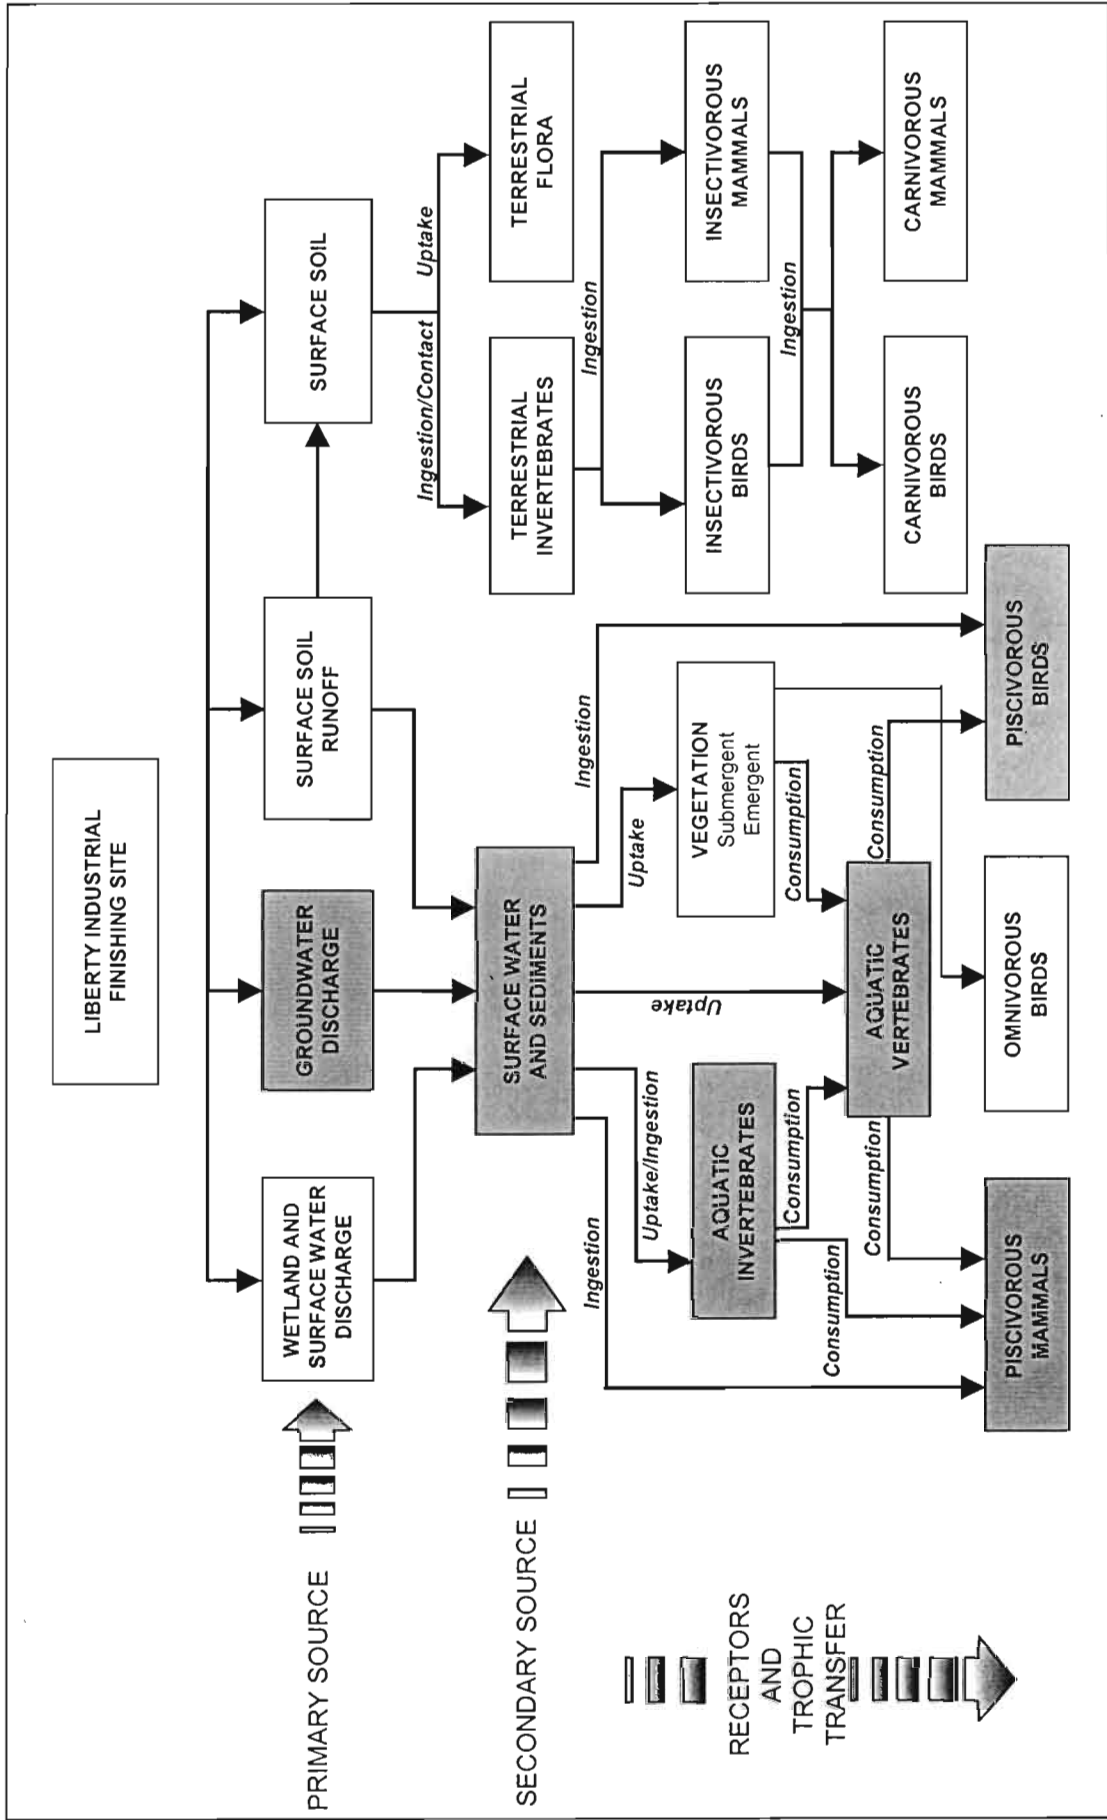 LIBERTY INDUSTRIAL
FINISHING SITE
PRIMARY SOURCE
WETLAND AND
SURFACE WATER
DISCHARGE
GROUNDWATER
DISCHARGE
SURFACE SOIL
RUNOFF
SURFACE SOIL
SECONDARY SOURCE
SURFACE WATER
AND SEDIMENTS
Ingestion/Contact
Uptake
TERRESTRIAL
INVERTEBRATES
TERRESTRIAL
FLORA
RECEPTORS
AND
TROPHIC
TRANSFER
Ingestion
Uptake/Ingestion
Uptake
Uptake
Ingestion
Ingestion
AQUATIC
INVERTEBRATES
VEGETATION
Submergent
Emergent
INSECTIVOROUS
BIRDS
INSECTIVOROUS
MAMMALS
Consumption
Consumption
Consumption
Ingestion
AQUATIC
VERTEBRATES
Consumption
Consumption
CARNIVOROUS
BIRDS
CARNIVOROUS
MAMMALS
PISCIVOROUS
MAMMALS
OMNIVOROUS
BIRDS
PISCIVOROUS
BIRDS